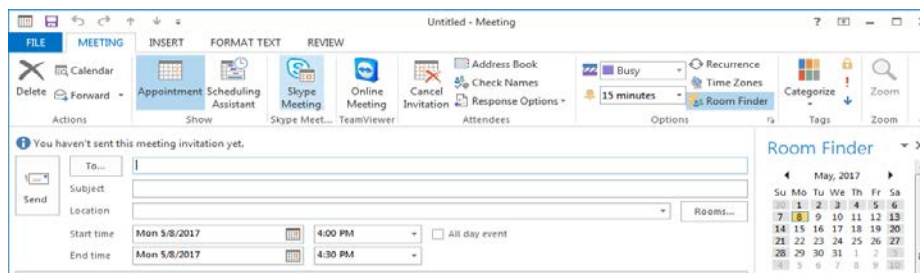 Untitled - Meeting
FILE MEETING INSERT FORMAT TEXT REVIEW
Delete
Calendar
Forward
Actions
Appointment
Scheduling Assistant
Show
Skype Meeting
Skype Meet...
Online Meeting
TeamViewer
Cancel Invitation
Address Book
Check Names
Response Options
Attendees
Busy
15 minutes
Recurrence
Time Zones
Room Finder
Options
Categorize
Tags
Zoom
Zoom
You haven't sent this meeting invitation yet.
Send
To...
Subject
Location Rooms...
Start time Mon 5/8/2017 4:00 PM All day event
End time Mon 5/8/2017 4:30 PM
Room Finder
May, 2017
Su Mo Tu We Th Fr Sa
30 1 2 3 4 5 6
7 8 9 10 11 12 13
14 15 16 17 18 19 20
21 22 23 24 25 26 27
28 29 30 31 1 2 3
4 5 6 7 8 9 10